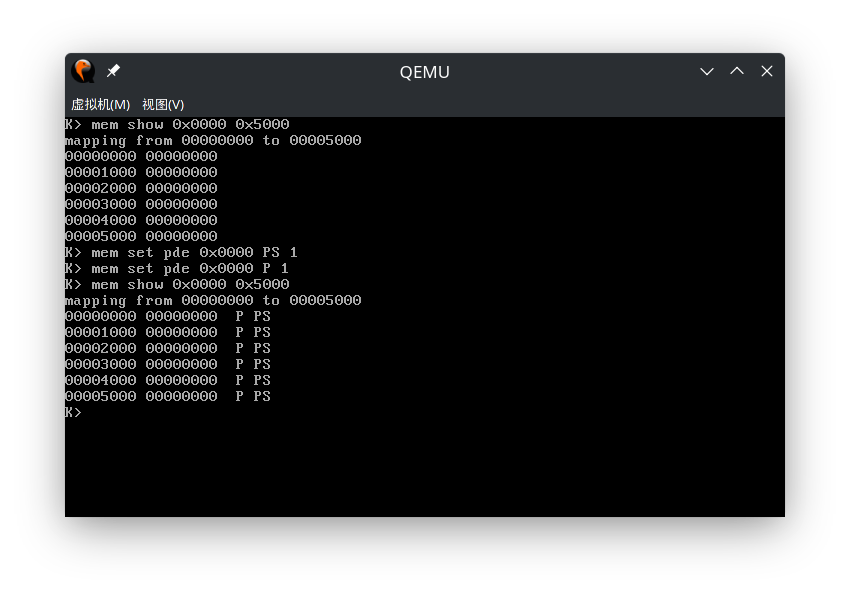 QEMU
虚拟机(M) 视图(V)
K> mem show 0x0000 0x5000
mapping from 00000000 to 00005000
00000000 00000000
00001000 00000000
00002000 00000000
00003000 00000000
00004000 00000000
00005000 00000000
K> mem set pde 0x0000 PS 1
K> mem set pde 0x0000 P 1
K> mem show 0x0000 0x5000
mapping from 00000000 to 00005000
00000000 00000000  P PS
00001000 00000000  P PS
00002000 00000000  P PS
00003000 00000000  P PS
00004000 00000000  P PS
00005000 00000000  P PS
K>